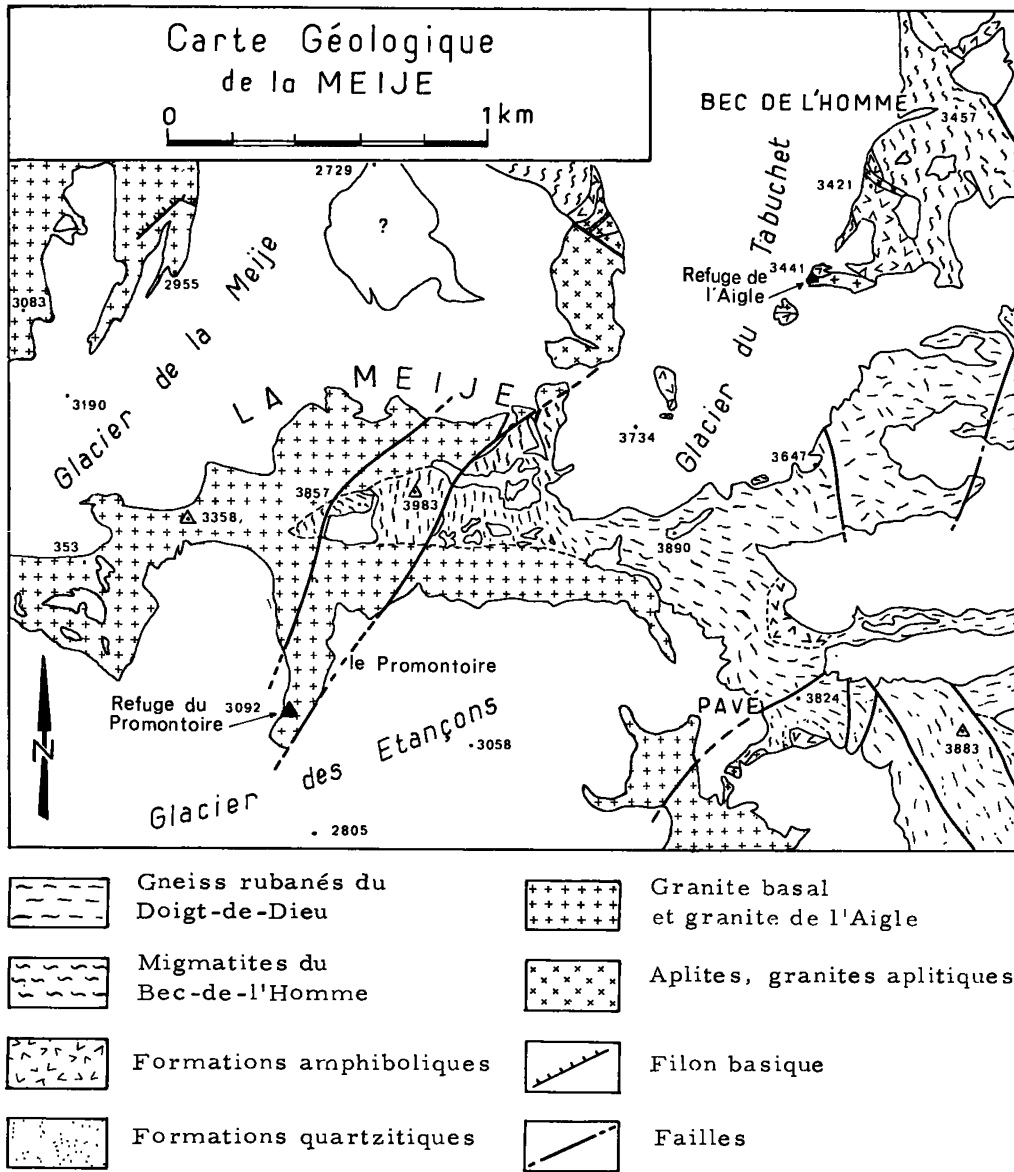 Carte Géologique
de la MEIJE
0 1 km
BEC DE L'HOMME
3457
2729
3421
?
Tabuchet
2955
3441
Refuge de
l'Aigle
3083
Glacier de la Meije
Glacier du
3190
LA MEIJE
3734
3647
3857
3983
3358
3890
353
le Promontoire
Refuge du
Promontoire
3092
PAVE
3824
3058
3883
Glacier des Etançons
N
2805
Gneiss rubanés du
Doigt-de-Dieu
Granite basal
et granite de l'Aigle
Migmatites du
Bec-de-l'Homme
Aplites, granites aplitiques
Formations amphiboliques
Filon basique
Formations quartzitiques
Failles